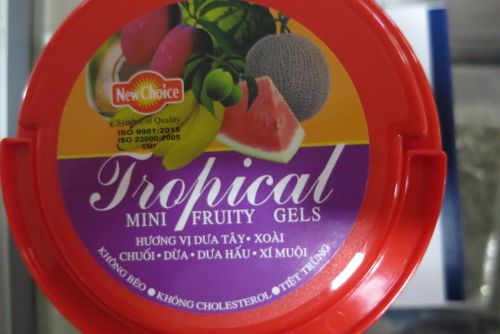 New Choice
Symbol of Quality
ISO 9001:2015
ISO 22000:2005
GMP
Tropical
MINI FRUITY GELS
HƯƠNG VỊ DƯA TÂY • XOÀI
CHUỐI • DỪA • DƯA HẤU • XÍ MUỘI
KHÔNG BÉO • KHÔNG CHOLESTEROL • TIỆT TRÙNG